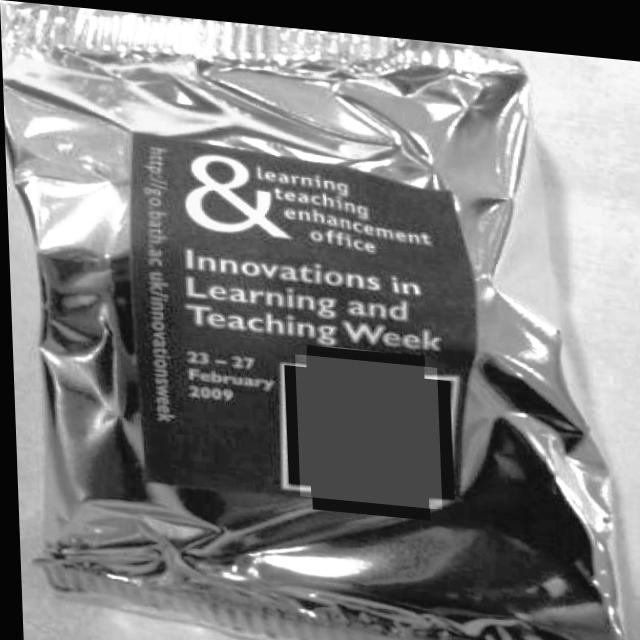 &
learning
teaching
enhancement
office
Innovations in
Learning and
Teaching Week
23 – 27
February
2009
http://go.bath.ac.uk/innovationsweek